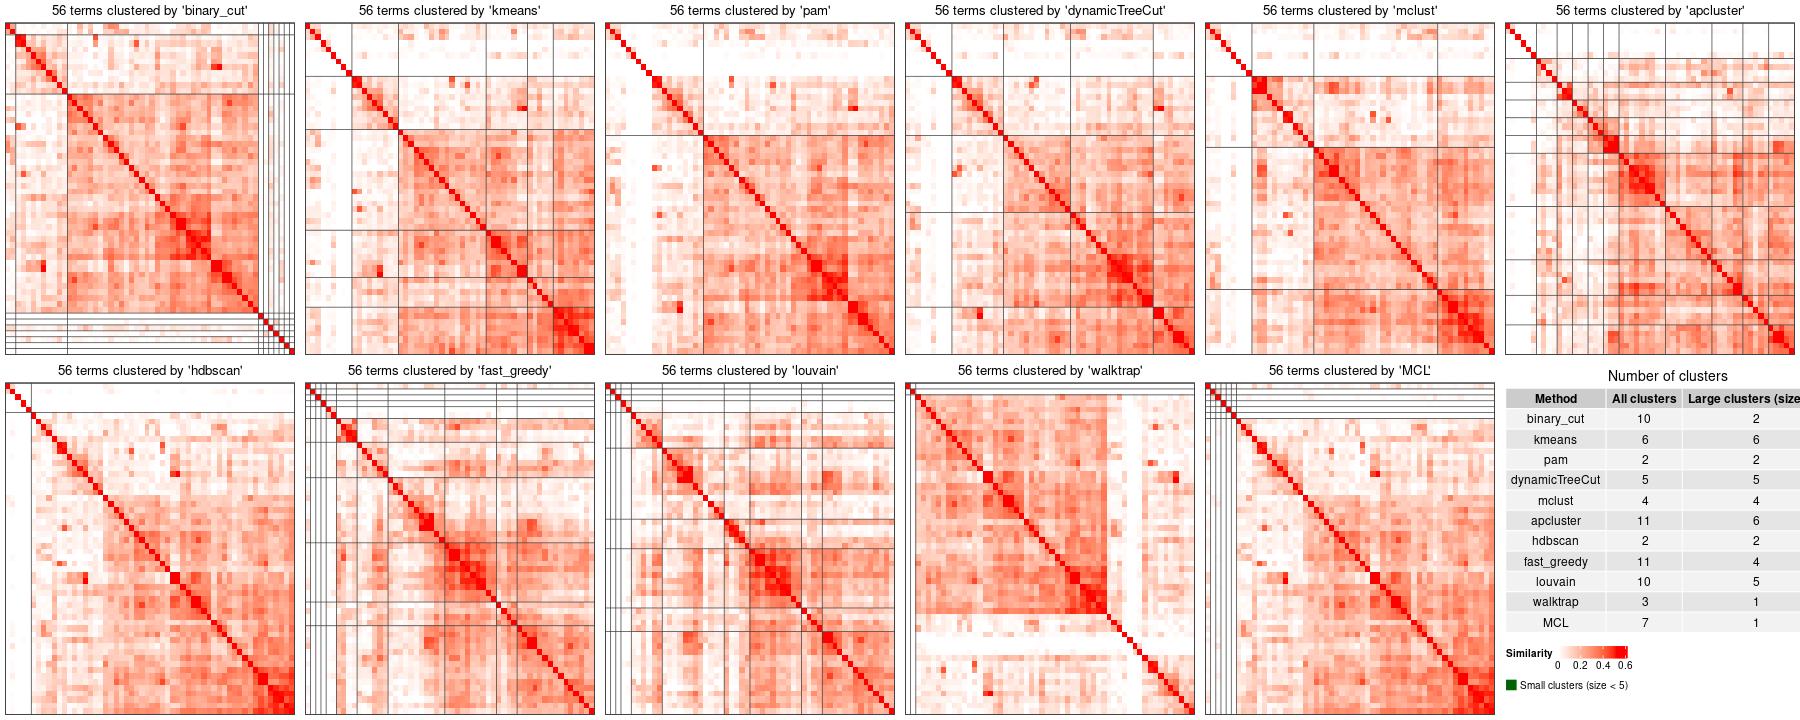 56 terms clustered by 'binary_cut'
56 terms clustered by 'kmeans'
56 terms clustered by 'pam'
56 terms clustered by 'dynamicTreeCut'
56 terms clustered by 'mclust'
56 terms clustered by 'apcluster'
56 terms clustered by 'hdbscan'
56 terms clustered by 'fast_greedy'
56 terms clustered by 'louvain'
56 terms clustered by 'walktrap'
56 terms clustered by 'MCL'
Number of clusters
Method All clusters Large clusters (size
binary_cut 10 2
kmeans 6 6
pam 2 2
dynamicTreeCut 5 5
mclust 4 4
apcluster 11 6
hdbscan 2 2
fast_greedy 11 4
louvain 10 5
walktrap 3 1
MCL 7 1
Similarity
0 0.2 0.4 0.6
Small clusters (size < 5)